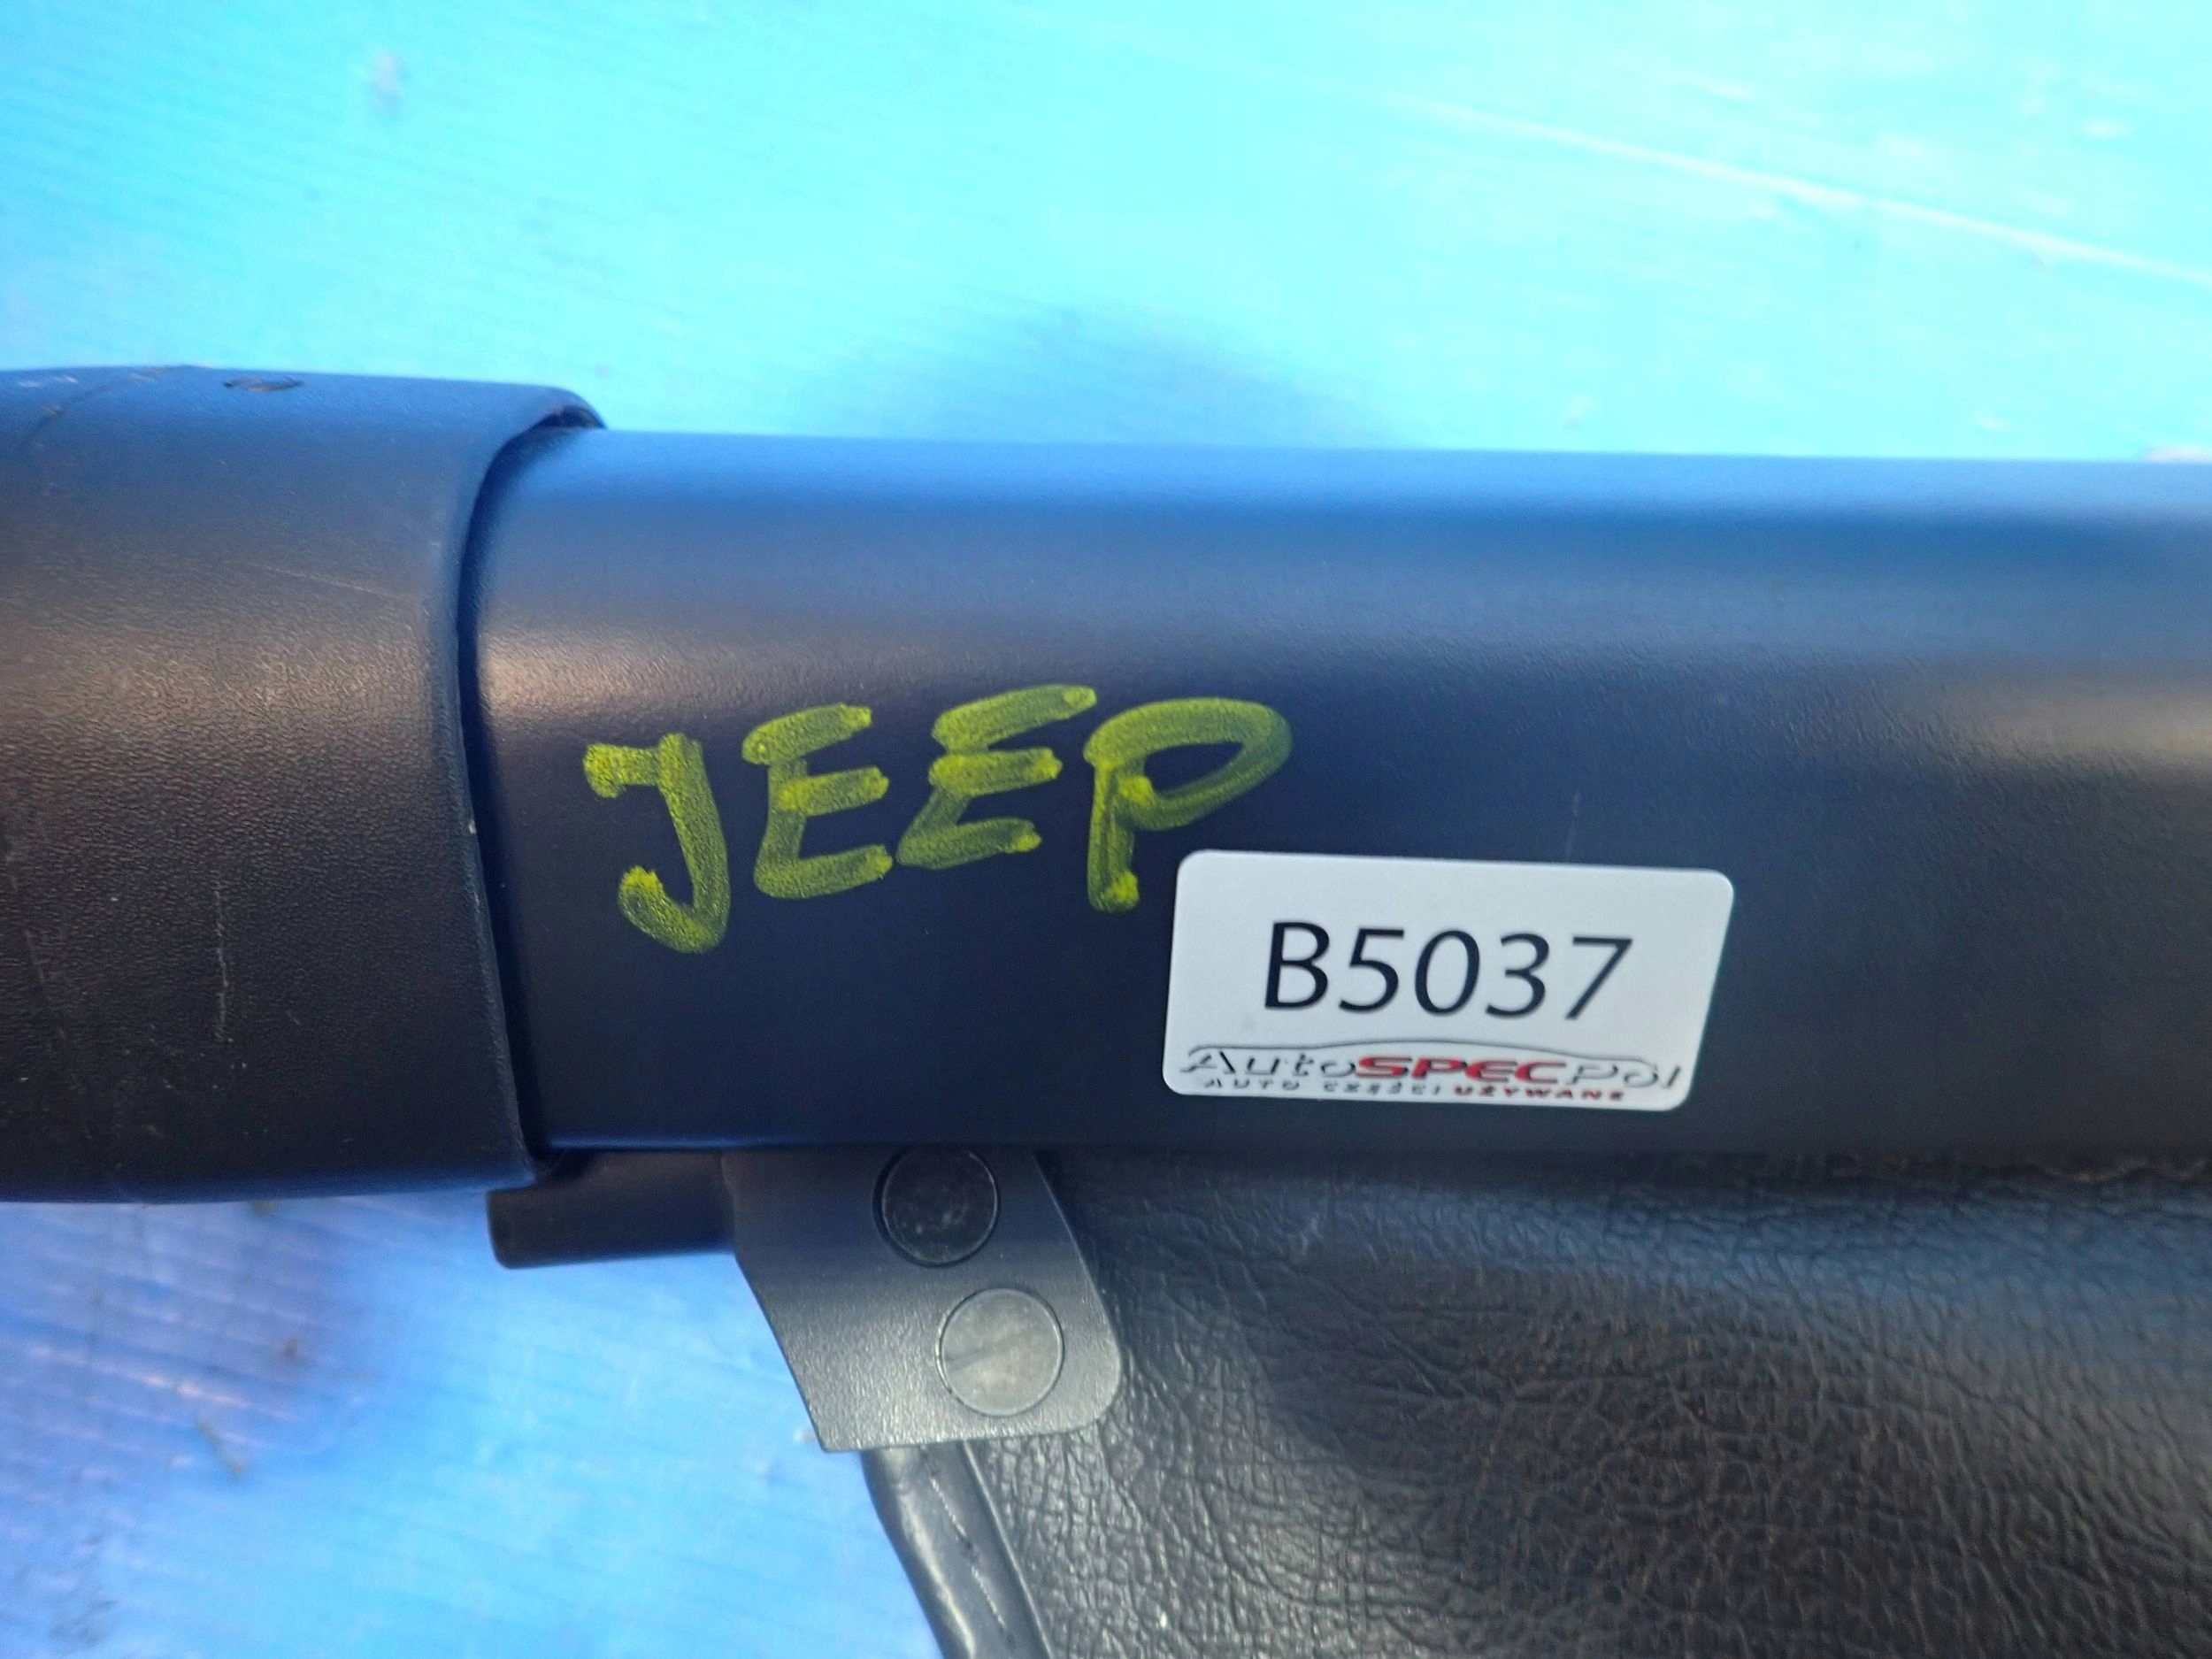 JEEP
B5037
AutoSPECpol
AUTO CZĘŚCI UŻYWANE